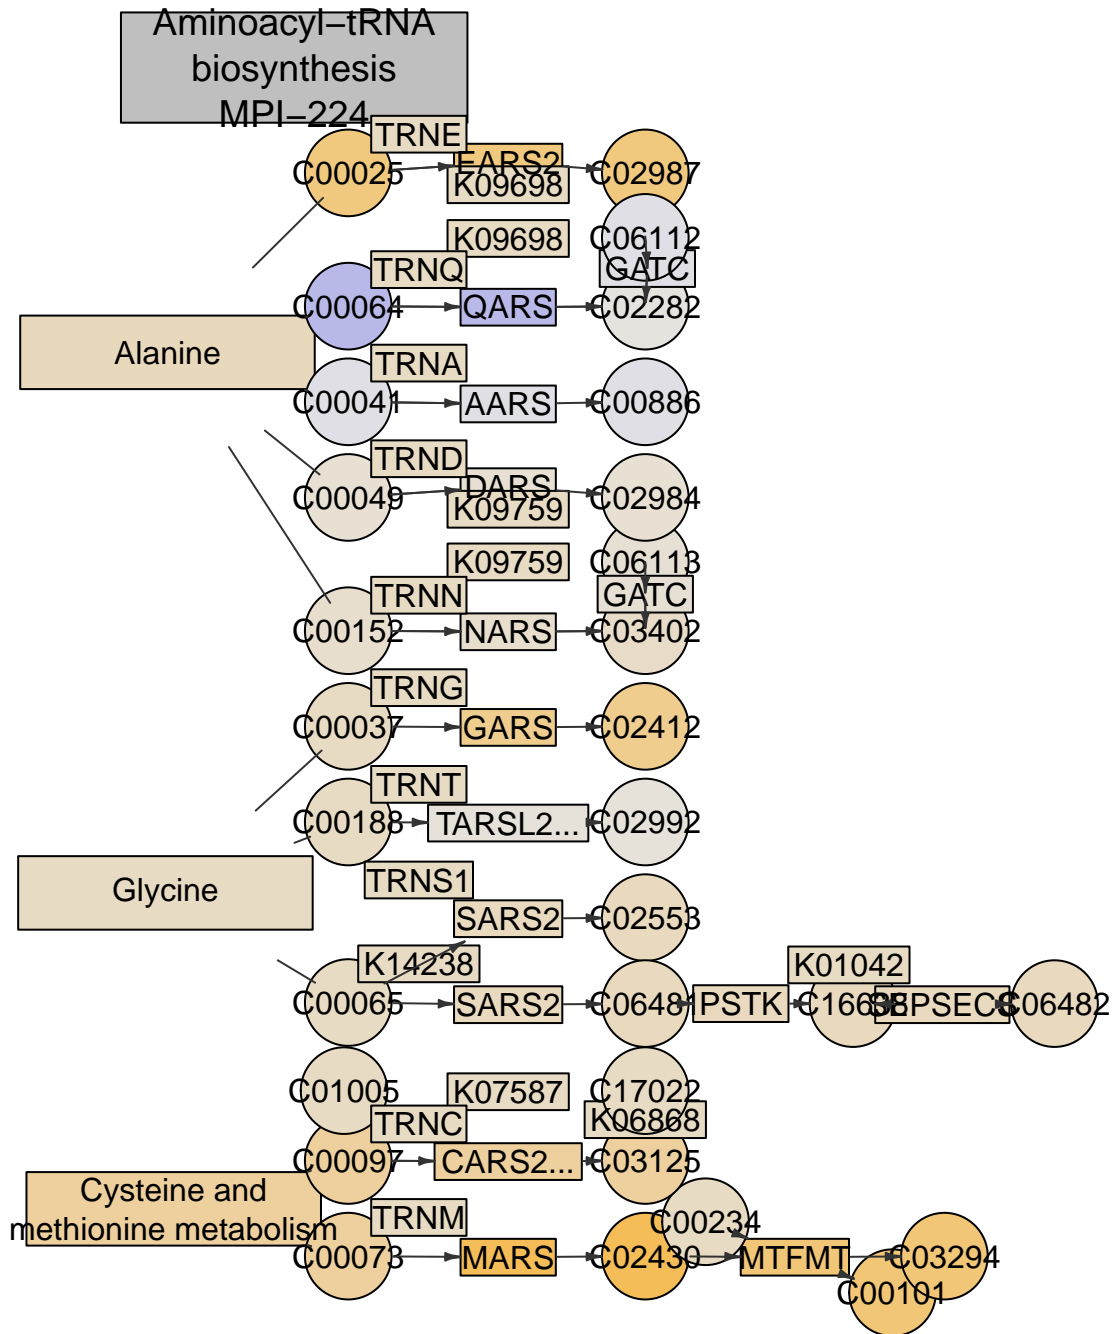 Aminoacyl−tRNA
biosynthesis
MPI−224
TRNE
C00025
EARS2
K09698
C02987
K09698
C06112
TRNQ
GATC
C00064
QARS
C02282
Alanine
TRNA
C00041
AARS
C00886
TRND
C00049
DARS
K09759
C02984
K09759
C06113
TRNN
GATC
C00152
NARS
C03402
TRNG
C00037
GARS
C02412
TRNT
C00188
TARSL2...
C02992
Glycine
TRNS1
SARS2
C02553
K14238
K01042
C00065
SARS2
C06481
PSTK
SEPSECS
C06482
C01005
K07587
C17022
K06868
TRNC
C00097
CARS2...
C03125
Cysteine and
methionine metabolism
TRNM
C00234
C00073
MARS
C02430
MTFMT
C03294
C00101